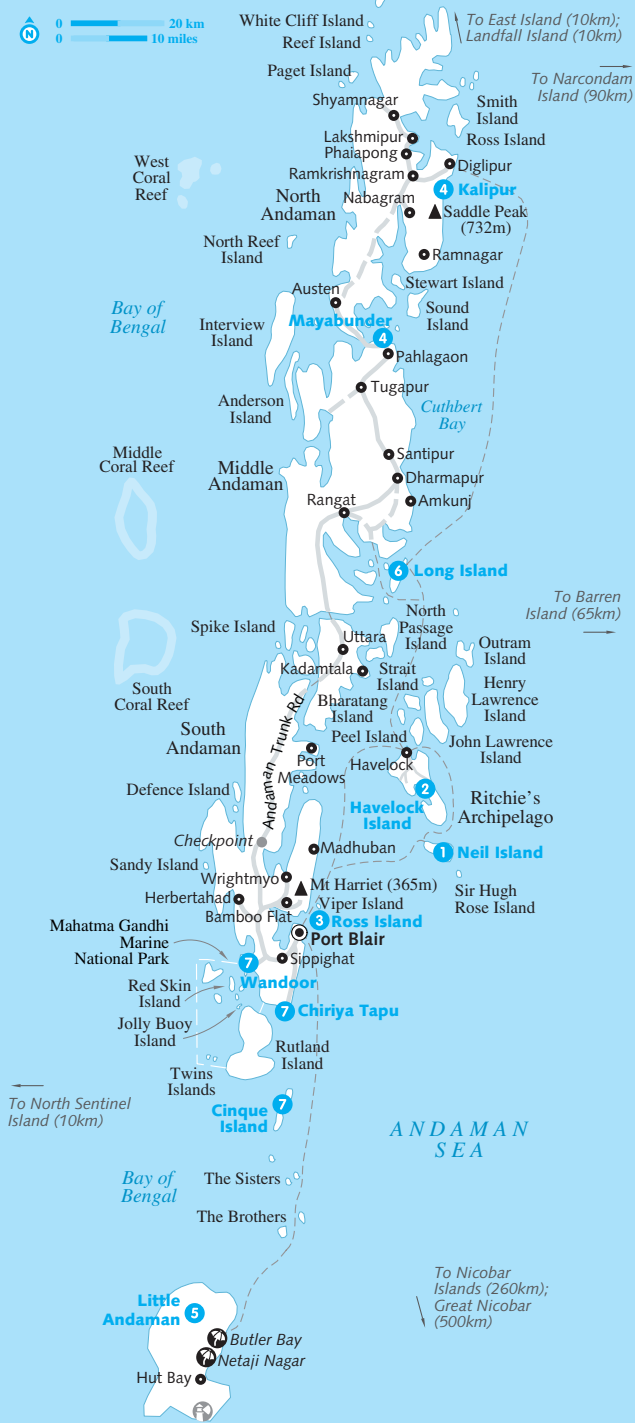 White Cliff Island
Reef Island
To East Island (10km);
Landfall Island (10km)
N
0 20 km
0 10 miles
Paget Island
To Narcondam
Island (90km)
Shyamnagar
Smith
Island
Lakshmipur
Phaiapong
Ross Island
West
Coral
Reef
Ramkrishnagram
Diglipur
4 Kalipur
North
Andaman
Nabagram
Saddle Peak
(732m)
North Reef
Island
Ramnagar
Stewart Island
Austen
Sound
Island
Bay of
Bengal
Interview
Island
Mayabunder
4
Pahlagaon
Tugapur
Anderson
Island
Cuthbert
Bay
Middle
Coral Reef
Middle
Andaman
Santipur
Dharmapur
Rangat
Amkunj
6 Long Island
To Barren
Island (65km)
North
Passage
Island
Spike Island
Uttara
Outram
Island
Kadamtala
Strait
Island
Henry
Lawrence
Island
South
Coral Reef
Bharatang
Island
South
Andaman
Andaman Trunk Rd
Peel Island
John Lawrence
Island
Port
Meadows
Havelock
Defence Island
2
Havelock
Island
Ritchie's
Archipelago
Checkpoint
Madhuban
1 Neil Island
Sandy Island
Wrightmyo
Mt Harriet (365m)
Sir Hugh
Rose Island
Herbertabad
Bamboo Flat
Viper Island
3 Ross Island
Mahatma Gandhi
Marine
National Park
Port Blair
Sippighat
7
Wandoor
Red Skin
Island
7 Chiriya Tapu
Jolly Buoy
Island
Rutland
Island
Twins
Islands
To North Sentinel
Island (10km)
7
Cinque
Island
ANDAMAN
SEA
Bay of
Bengal
The Sisters
The Brothers
To Nicobar
Islands (260km);
Great Nicobar
(500km)
Little
Andaman
5
Butler Bay
Netaji Nagar
Hut Bay